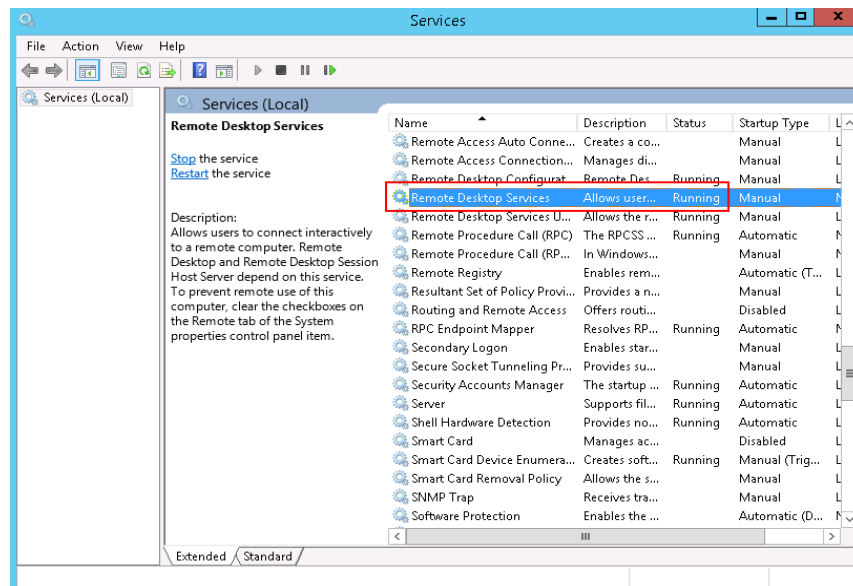 Services
File Action View Help
Services (Local)
Services (Local)
Remote Desktop Services
Stop the service
Restart the service
Description:
Allows users to connect interactively
to a remote computer. Remote
Desktop and Remote Desktop Session
Host Server depend on this service.
To prevent remote use of this
computer, clear the checkboxes on
the Remote tab of the System
properties control panel item.
Name Description Status Startup Type L
Remote Access Auto Conne... Creates a co... Manual L
Remote Access Connection... Manages di... Manual L
Remote Desktop Configurat... Remote Des... Running Manual L
Remote Desktop Services Allows user... Running Manual N
Remote Desktop Services U... Allows the r... Running Manual L
Remote Procedure Call (RPC) The RPCSS ... Running Automatic N
Remote Procedure Call (RP... In Windows... Manual N
Remote Registry Enables rem... Automatic (T... L
Resultant Set of Policy Provi... Provides a n... Manual L
Routing and Remote Access Offers routi... Disabled L
RPC Endpoint Mapper Resolves RP... Running Automatic N
Secondary Logon Enables star... Manual L
Secure Socket Tunneling Pr... Provides su... Manual L
Security Accounts Manager The startup ... Running Automatic L
Server Supports fil... Running Automatic L
Shell Hardware Detection Provides no... Running Automatic L
Smart Card Manages ac... Disabled L
Smart Card Device Enumera... Creates soft... Running Manual (Trig... L
Smart Card Removal Policy Allows the s... Manual L
SNMP Trap Receives tra... Manual L
Software Protection Enables the ... Automatic (D... N
Extended Standard